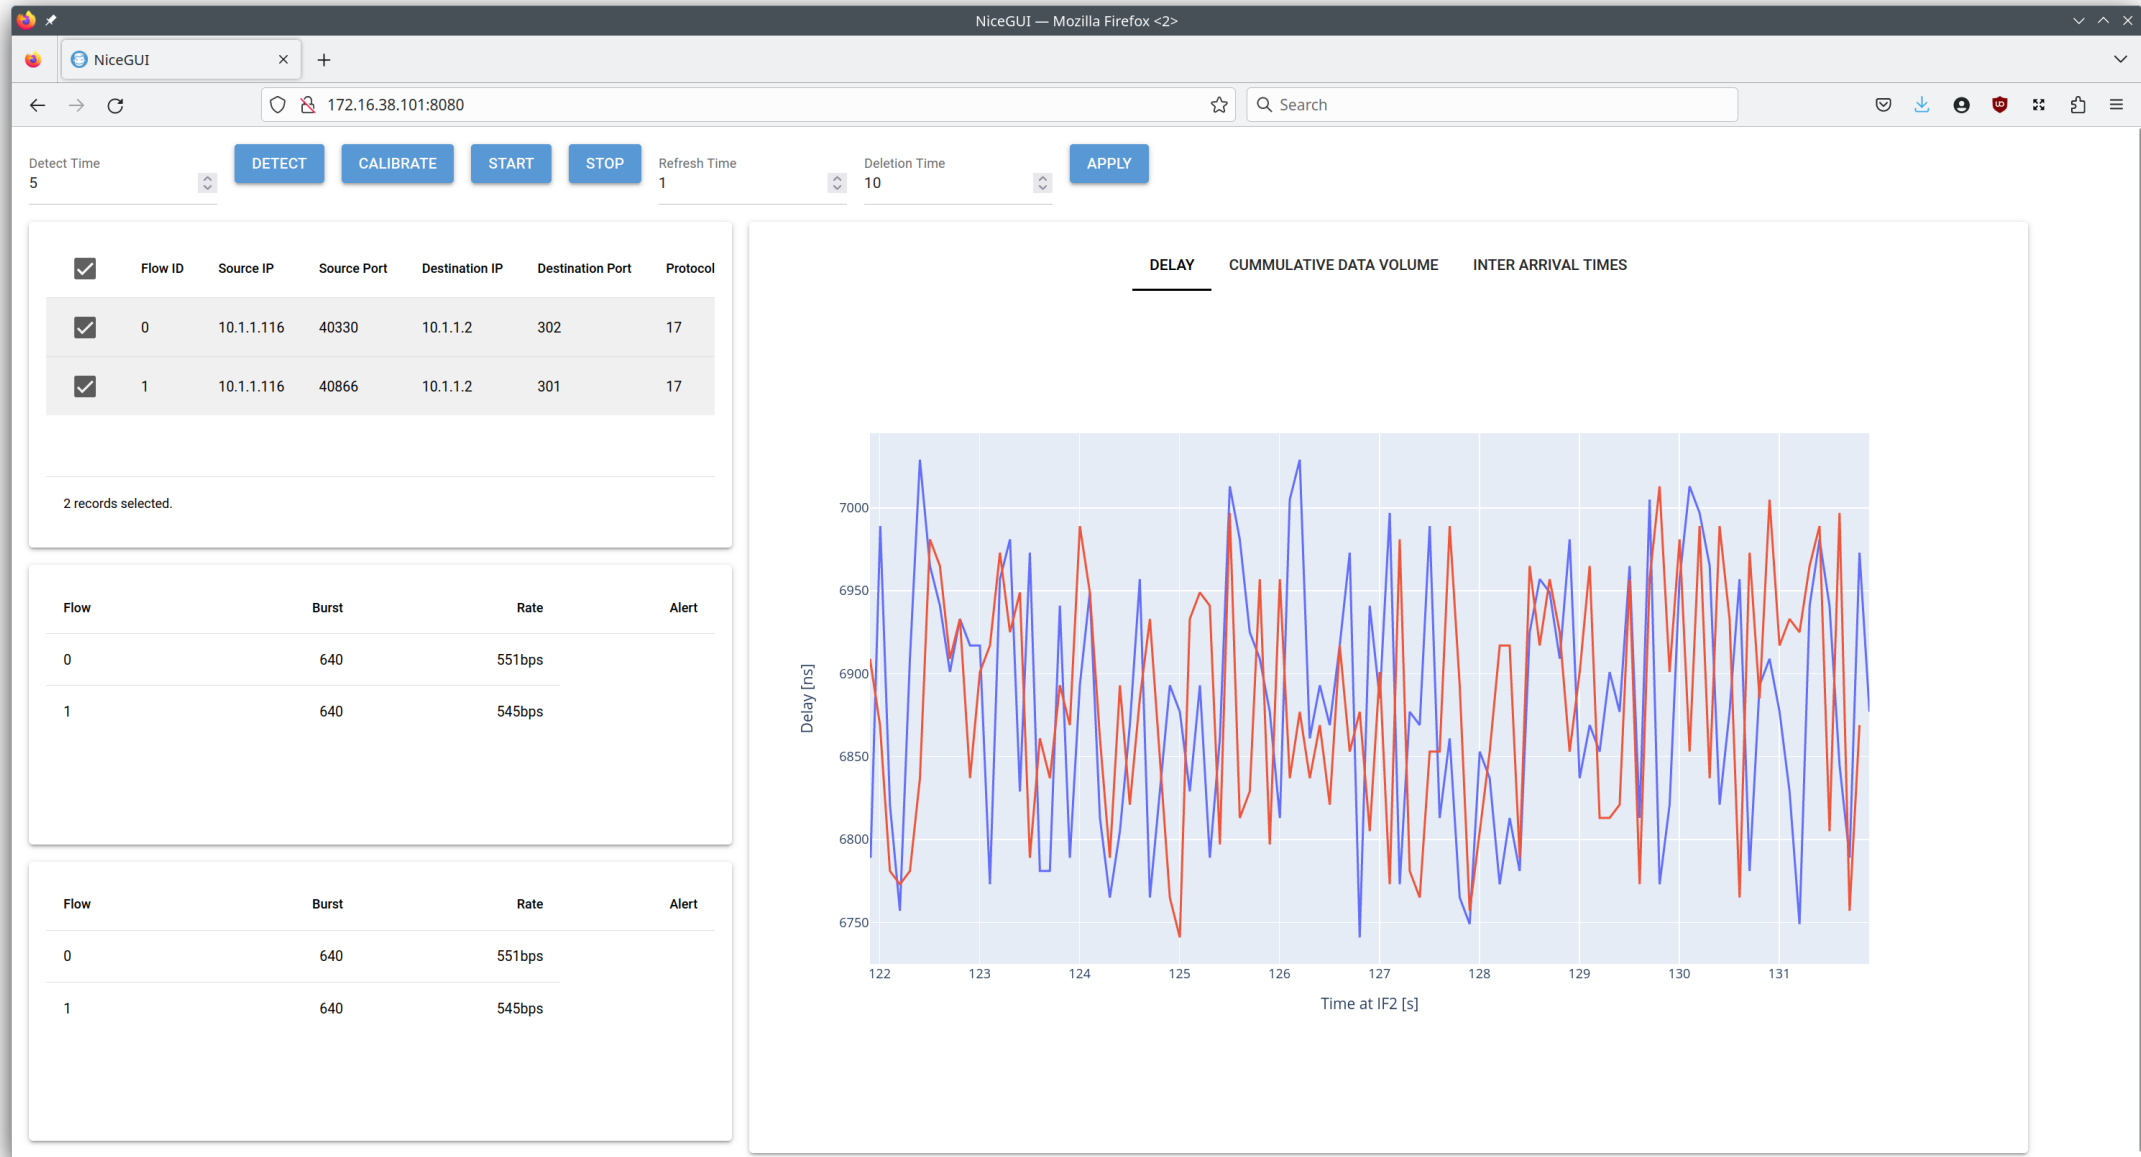 NiceGUI — Mozilla Firefox <2>
NiceGUI
172.16.38.101:8080
Search
Detect Time
5
DETECT
CALIBRATE
START
STOP
Refresh Time
1
Deletion Time
10
APPLY
Flow ID Source IP Source Port Destination IP Destination Port Protocol
0 10.1.1.116 40330 10.1.1.2 302 17
1 10.1.1.116 40866 10.1.1.2 301 17
2 records selected.
Flow Burst Rate Alert
0 640 551bps
1 640 545bps
Flow Burst Rate Alert
0 640 551bps
1 640 545bps
DELAY CUMMULATIVE DATA VOLUME INTER ARRIVAL TIMES
7000
6950
6900
6850
6800
6750
Delay [ns]
122 123 124 125 126 127 128 129 130 131
Time at IF2 [s]